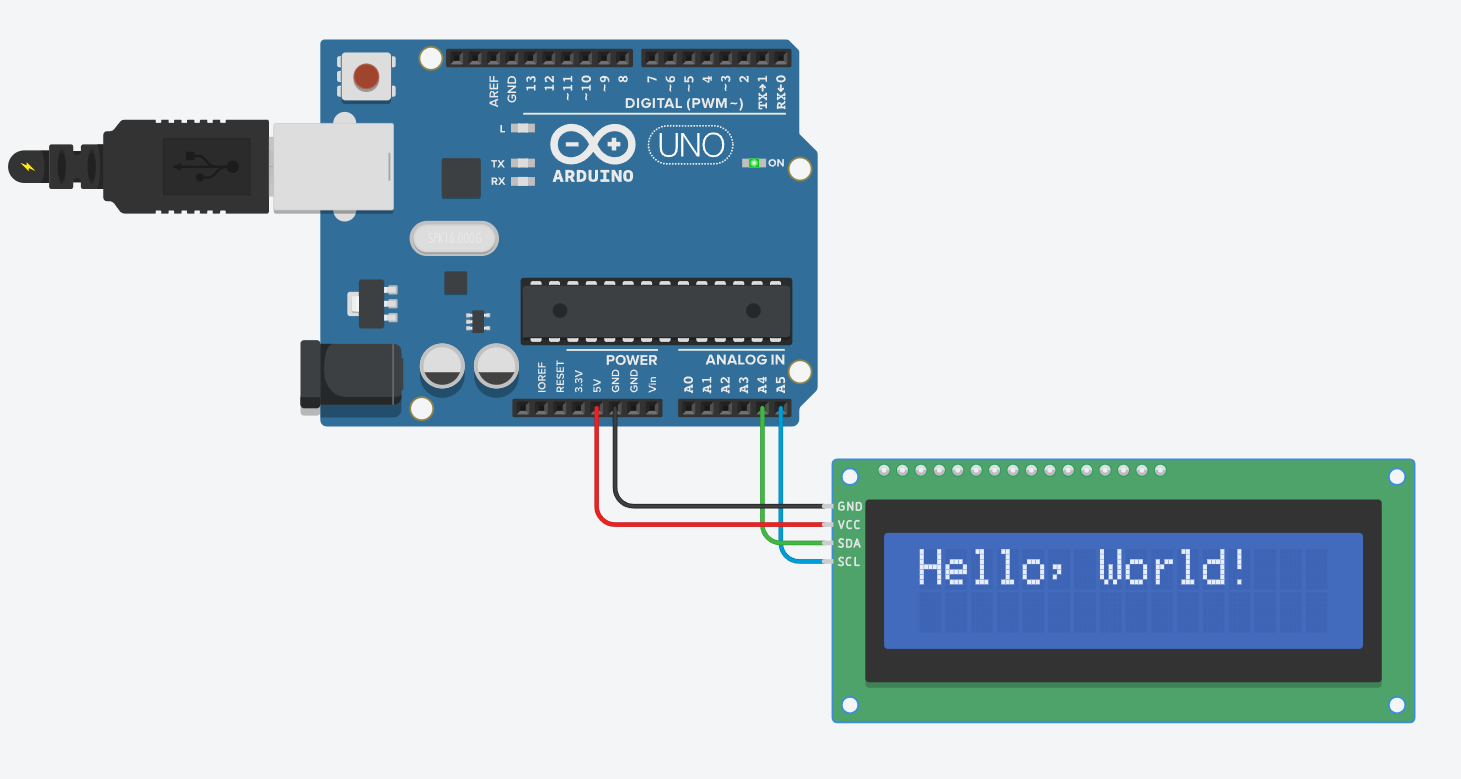 AREF
GND
13
12
~11
~10
~9
8
7
~6
~5
4
~3
2
TX→1
RX←0
DIGITAL (PWM~)
L
TX
RX
ARDUINO
UNO
ON
SPK16.000G
POWER
ANALOG IN
IOREF
RESET
3.3V
5V
GND
GND
Vin
A0
A1
A2
A3
A4
A5
GND
VCC
SDA
SCL
Hello, World!